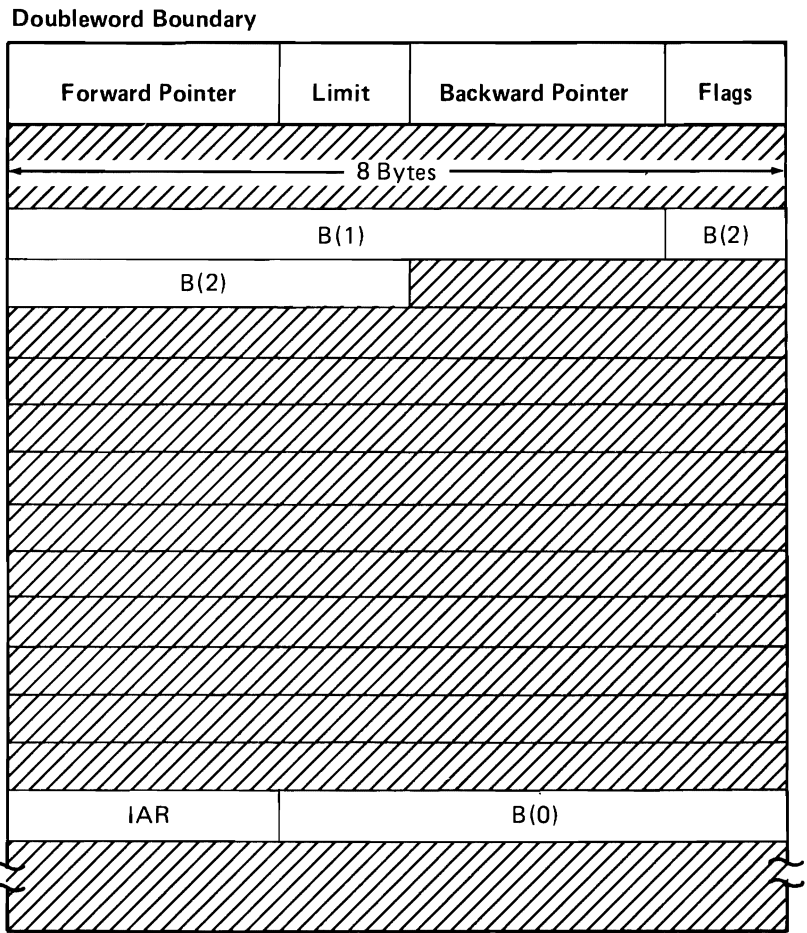 Doubleword Boundary
Forward Pointer Limit Backward Pointer Flags
8 Bytes
B(1) B(2)
B(2)
IAR B(0)